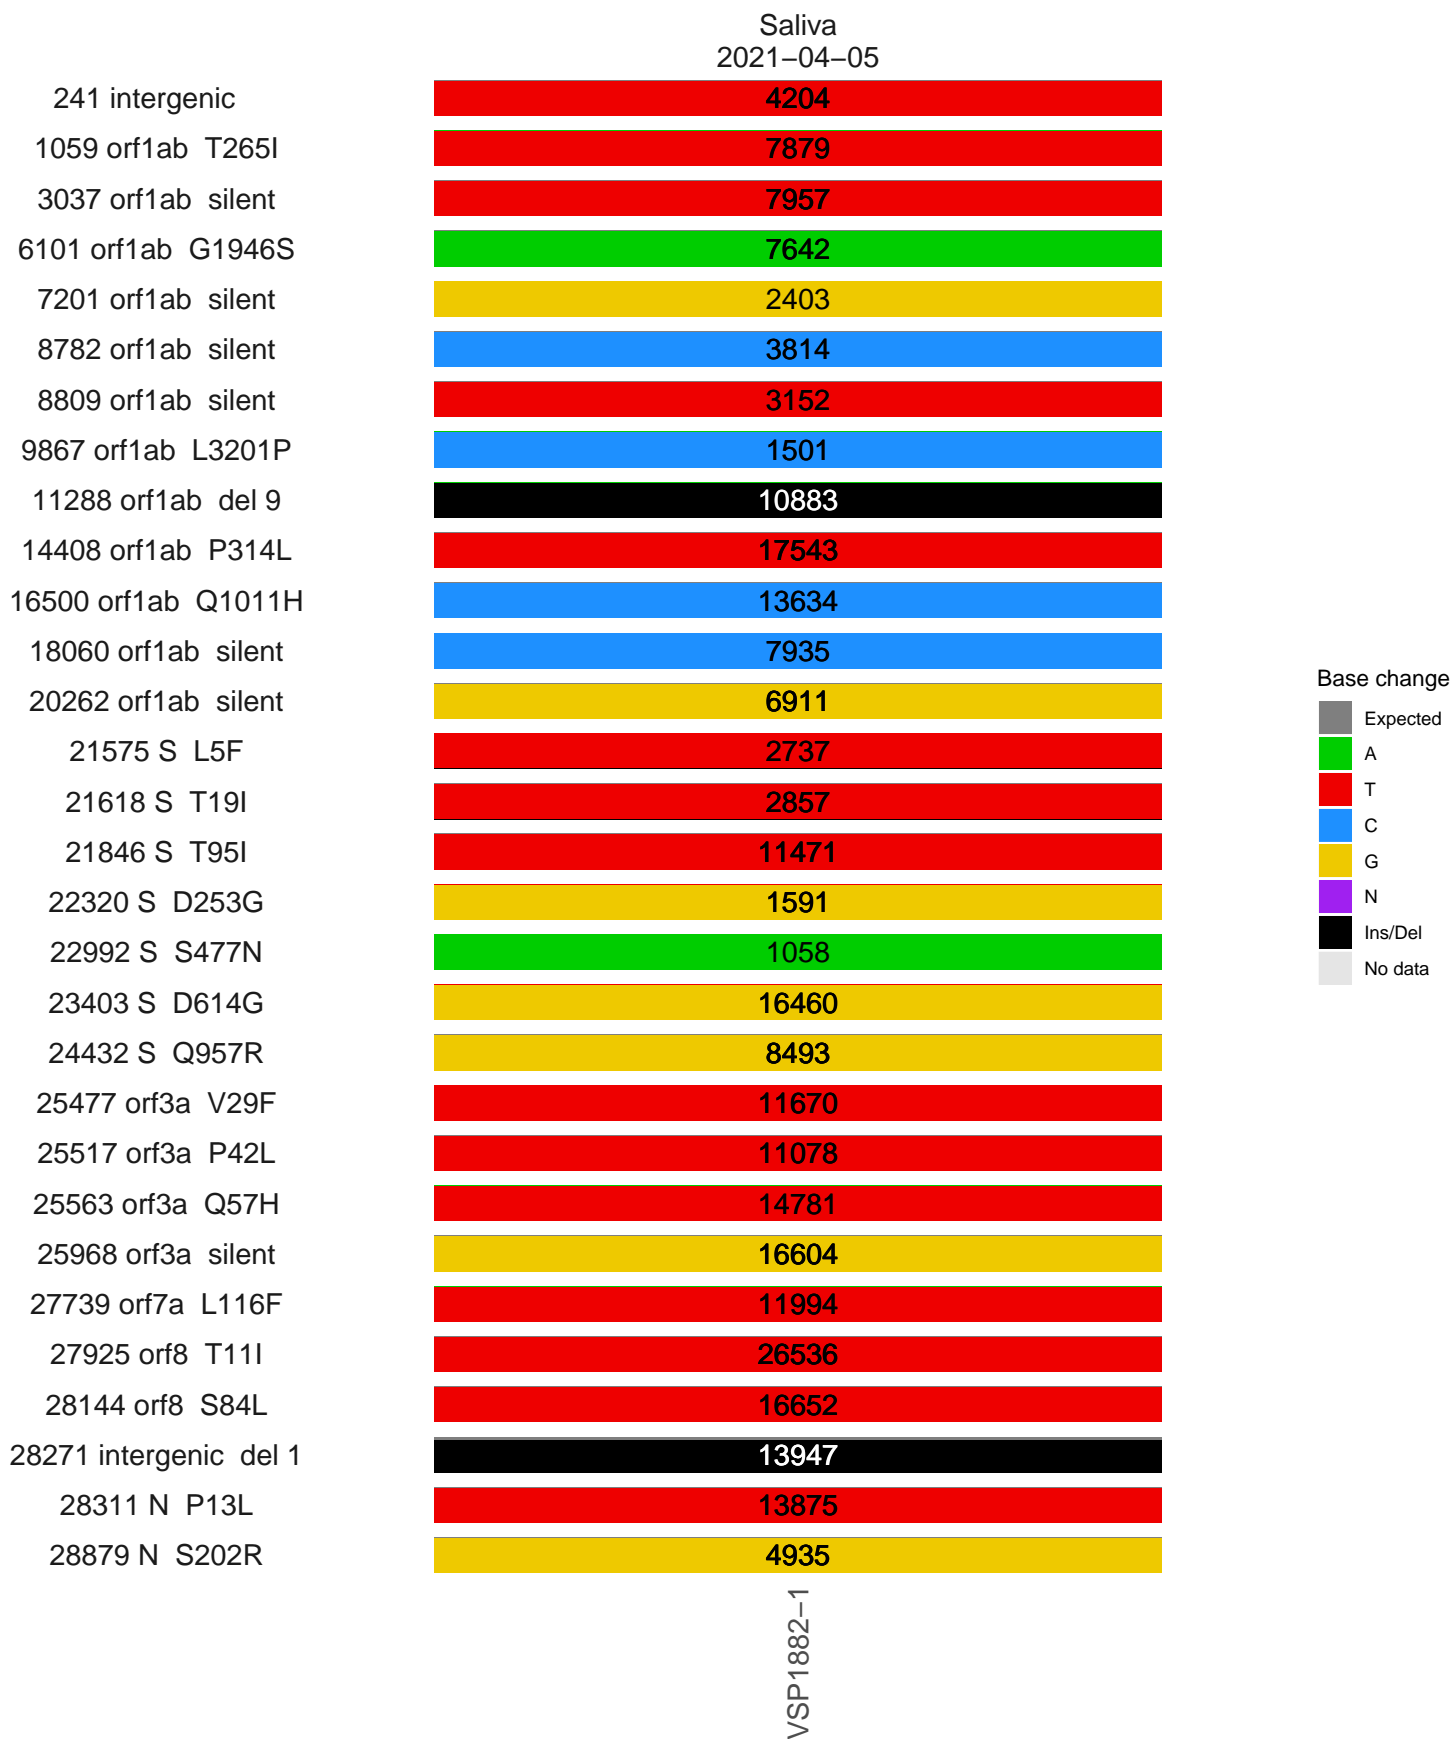 Saliva
2021−04−05
241 intergenic 4204
1059 orf1ab T265I 7879
3037 orf1ab silent 7957
6101 orf1ab G1946S 7642
7201 orf1ab silent 2403
8782 orf1ab silent 3814
8809 orf1ab silent 3152
9867 orf1ab L3201P 1501
11288 orf1ab del 9 10883
14408 orf1ab P314L 17543
16500 orf1ab Q1011H 13634
18060 orf1ab silent 7935
20262 orf1ab silent 6911
21575 S L5F 2737
21618 S T19I 2857
21846 S T95I 11471
22320 S D253G 1591
22992 S S477N 1058
23403 S D614G 16460
24432 S Q957R 8493
25477 orf3a V29F 11670
25517 orf3a P42L 11078
25563 orf3a Q57H 14781
25968 orf3a silent 16604
27739 orf7a L116F 11994
27925 orf8 T11I 26536
28144 orf8 S84L 16652
28271 intergenic del 1 13947
28311 N P13L 13875
28879 N S202R 4935
VSP1882−1
Base change
Expected
A
T
C
G
N
Ins/Del
No data